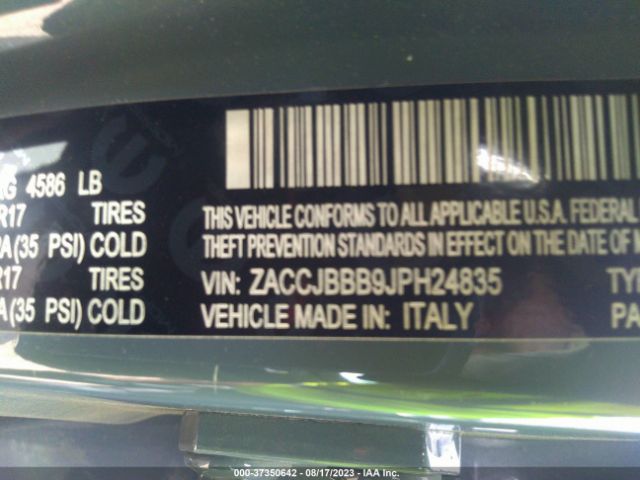 4586 LB
R17 TIRES
(35 PSI) COLD
R17 TIRES
(35 PSI) COLD
THIS VEHICLE CONFORMS TO ALL APPLICABLE U.S.A. FEDERAL
THEFT PREVENTION STANDARDS IN EFFECT ON THE DATE OF
VIN: ZACCJBBB9JPH24835
VEHICLE MADE IN: ITALY
000-37350642 - 08/17/2023 - IAA Inc.